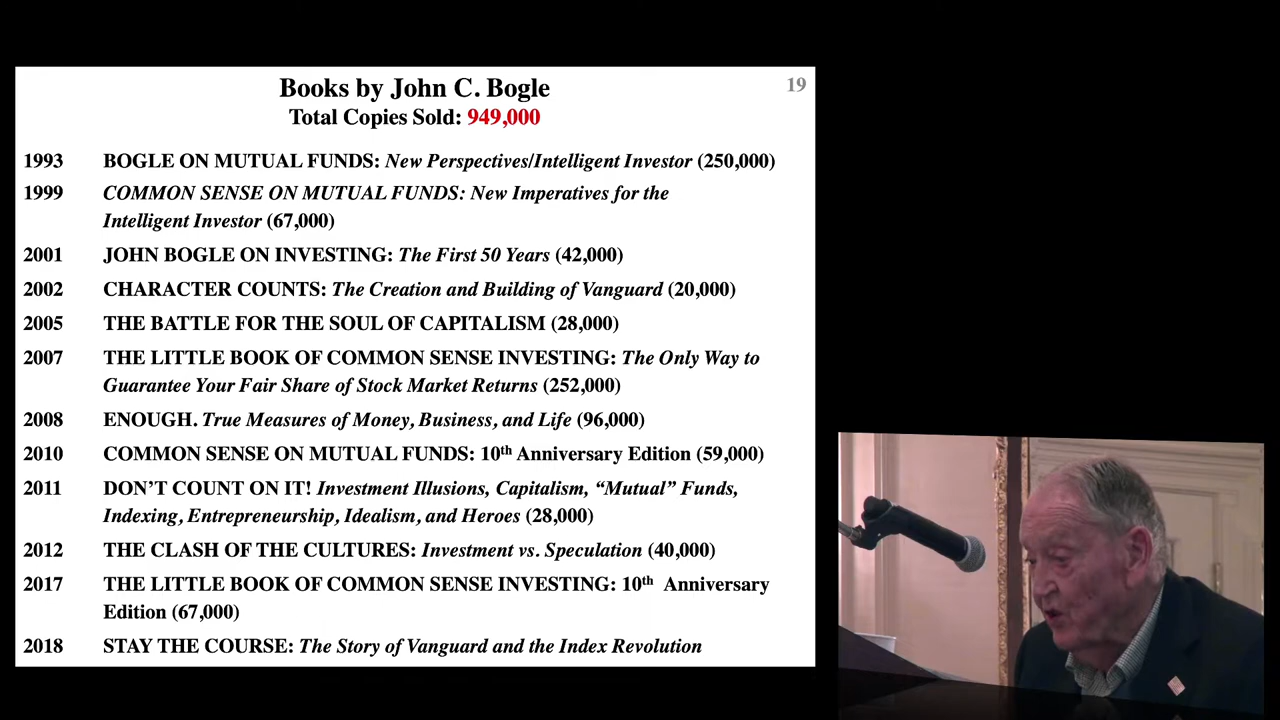 Books by John C. Bogle
19
Total Copies Sold: 949,000
1993 BOGLE ON MUTUAL FUNDS: New Perspectives/Intelligent Investor (250,000)
1999 COMMON SENSE ON MUTUAL FUNDS: New Imperatives for the
Intelligent Investor (67,000)
2001 JOHN BOGLE ON INVESTING: The First 50 Years (42,000)
2002 CHARACTER COUNTS: The Creation and Building of Vanguard (20,000)
2005 THE BATTLE FOR THE SOUL OF CAPITALISM (28,000)
2007 THE LITTLE BOOK OF COMMON SENSE INVESTING: The Only Way to
Guarantee Your Fair Share of Stock Market Returns (252,000)
2008 ENOUGH. True Measures of Money, Business, and Life (96,000)
2010 COMMON SENSE ON MUTUAL FUNDS: 10th Anniversary Edition (59,000)
2011 DON’T COUNT ON IT! Investment Illusions, Capitalism, “Mutual” Funds,
Indexing, Entrepreneurship, Idealism, and Heroes (28,000)
2012 THE CLASH OF THE CULTURES: Investment vs. Speculation (40,000)
2017 THE LITTLE BOOK OF COMMON SENSE INVESTING: 10th Anniversary
Edition (67,000)
2018 STAY THE COURSE: The Story of Vanguard and the Index Revolution